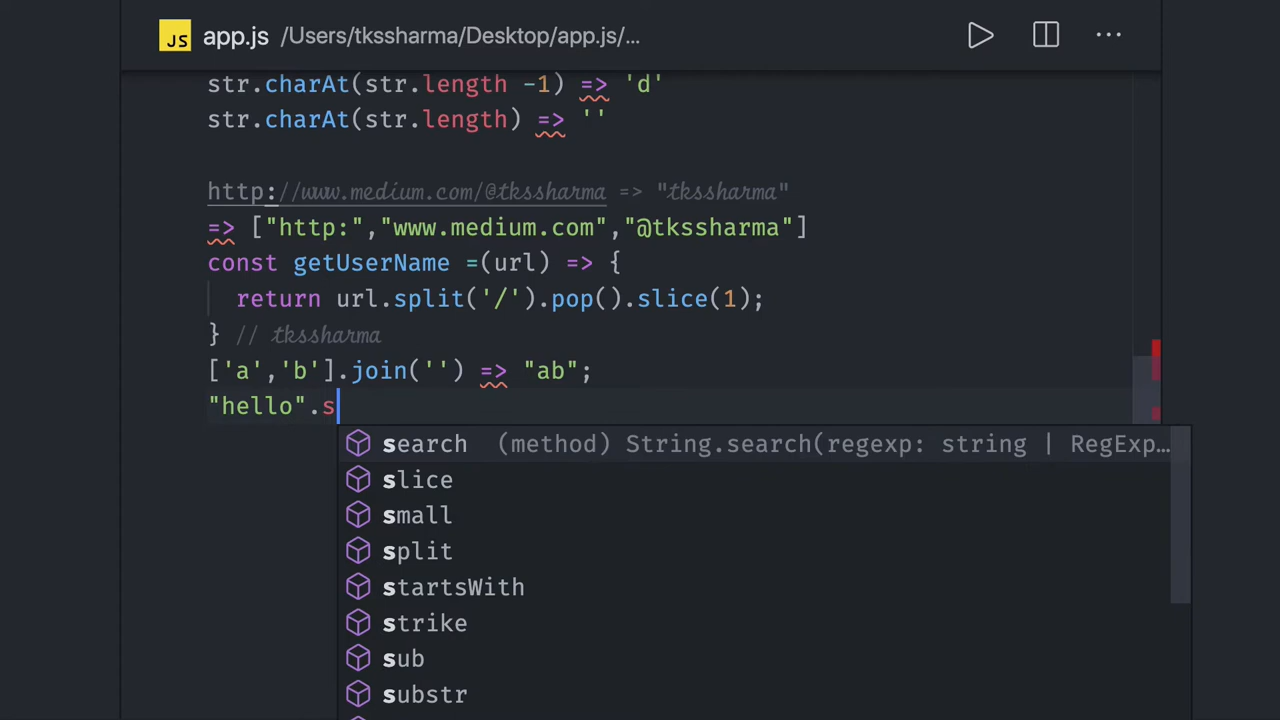 JS app.js /Users/tkssharma/Desktop/app.js/... ...
str.charAt(str.length -1) => 'd'
str.charAt(str.length) => ''
http://www.medium.com/@tkssharma => "tkssharma"
=> ["http:","www.medium.com","@tkssharma"]
const getUserName =(url) => {
return url.split('/').pop().slice(1);
} // tkssharma
['a','b'].join('') => "ab";
"hello".s
search (method) String.search(regexp: string | RegExp...
slice
small
split
startsWith
strike
sub
substr